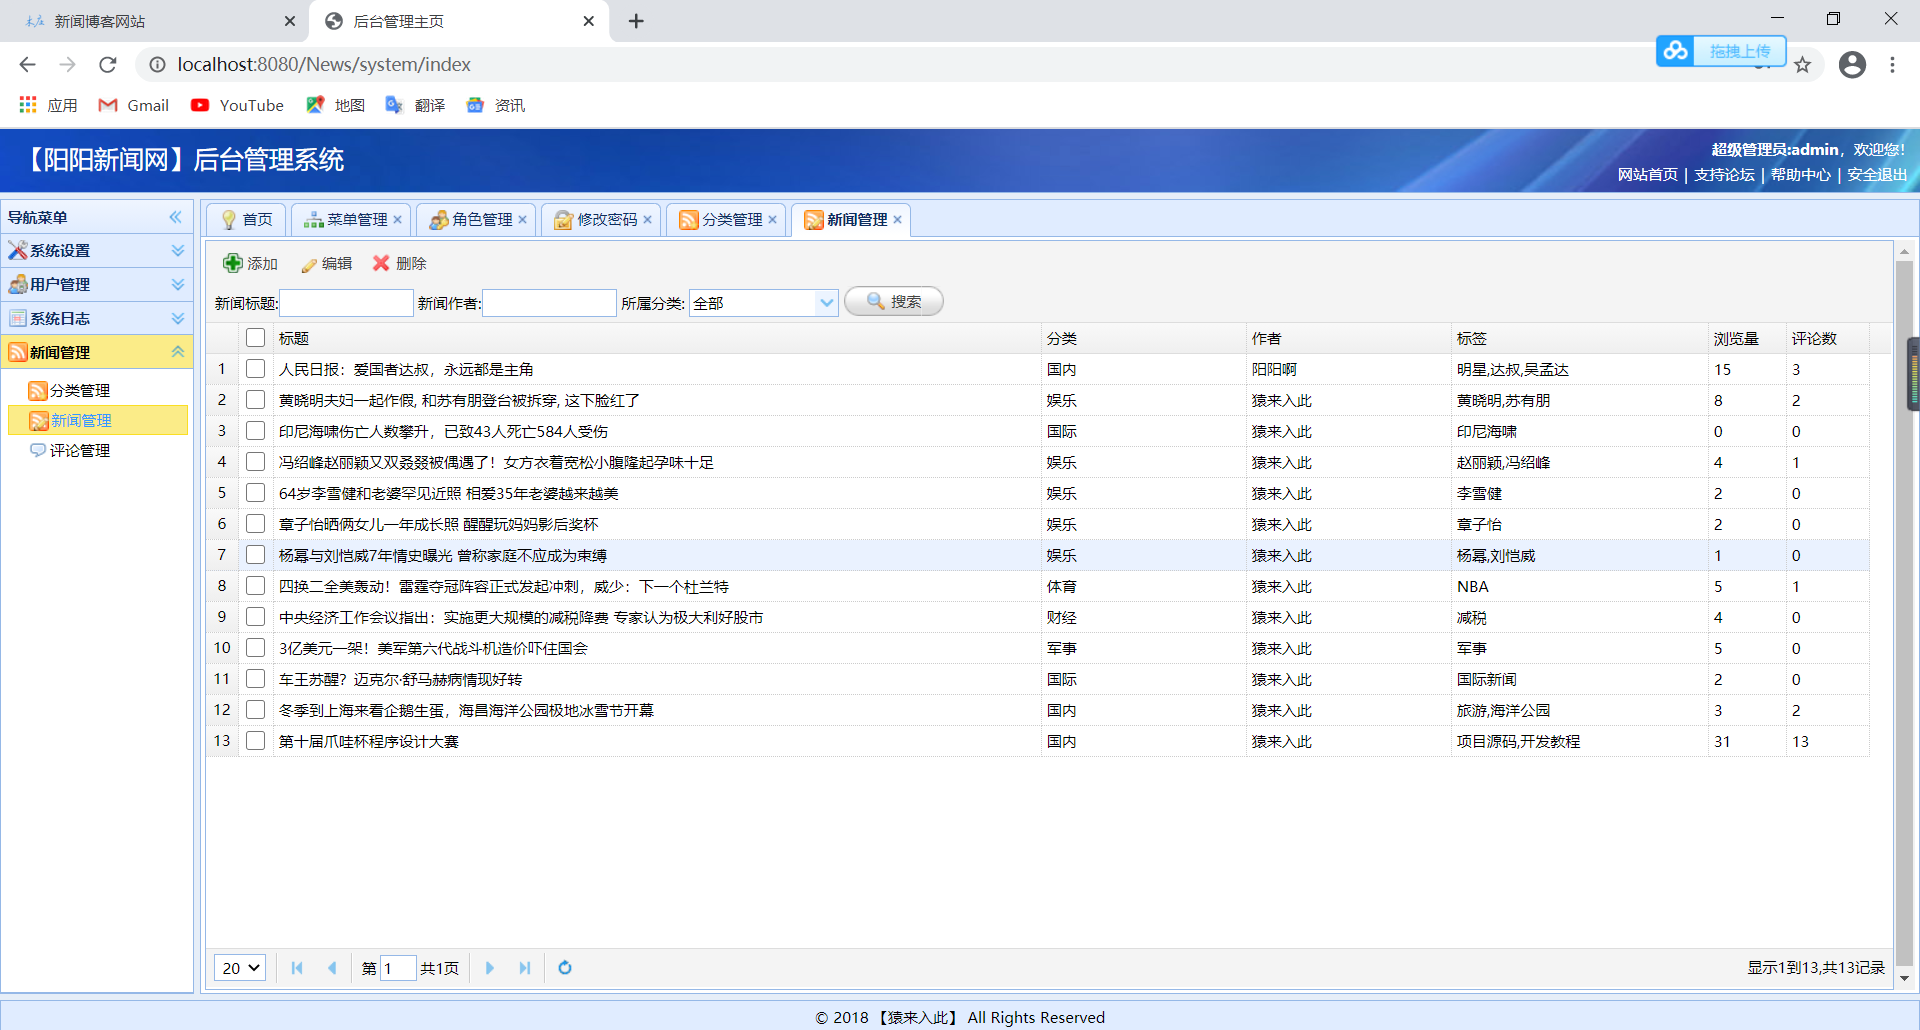 新闻博客网站
后台管理主页
localhost:8080/News/system/index
拖拽上传
应用 Gmail YouTube 地图 翻译 资讯
【阳阳新闻网】后台管理系统
超级管理员:admin，欢迎您！
网站首页 | 支持论坛 | 帮助中心 | 安全退出
导航菜单
系统设置
用户管理
系统日志
新闻管理
分类管理
新闻管理
评论管理
首页 菜单管理 角色管理 修改密码 分类管理 新闻管理
添加 编辑 删除
新闻标题: 新闻作者: 所属分类: 全部 搜索
标题 分类 作者 标签 浏览量 评论数
1 人民日报：爱国者达叔，永远都是主角 国内 阳阳啊 明星,达叔,吴孟达 15 3
2 黄晓明夫妇一起作假, 和苏有朋登台被拆穿, 这下脸红了 娱乐 猿来入此 黄晓明,苏有朋 8 2
3 印尼海啸伤亡人数攀升，已致43人死亡584人受伤 国际 猿来入此 印尼海啸 0 0
4 冯绍峰赵丽颖又双叒叕被偶遇了！女方衣着宽松小腹隆起孕味十足 娱乐 猿来入此 赵丽颖,冯绍峰 4 1
5 64岁李雪健和老婆罕见近照 相爱35年老婆越来越美 娱乐 猿来入此 李雪健 2 0
6 章子怡晒俩女儿一年成长照 醒醒玩妈妈影后奖杯 娱乐 猿来入此 章子怡 2 0
7 杨幂与刘恺威7年情史曝光 曾称家庭不应成为束缚 娱乐 猿来入此 杨幂,刘恺威 1 0
8 四换二全美轰动！雷霆夺冠阵容正式发起冲刺，威少：下一个杜兰特 体育 猿来入此 NBA 5 1
9 中央经济工作会议指出：实施更大规模的减税降费 专家认为极大利好股市 财经 猿来入此 减税 4 0
10 3亿美元一架！美军第六代战斗机造价吓住国会 军事 猿来入此 军事 5 0
11 车王苏醒？迈克尔·舒马赫病情现好转 国际 猿来入此 国际新闻 2 0
12 冬季到上海来看企鹅生蛋，海昌海洋公园极地冰雪节开幕 国内 猿来入此 旅游,海洋公园 3 2
13 第十届爪哇杯程序设计大赛 国内 猿来入此 项目源码,开发教程 31 13
20 第 1 共1页 显示1到13,共13记录
© 2018 【猿来入此】 All Rights Reserved